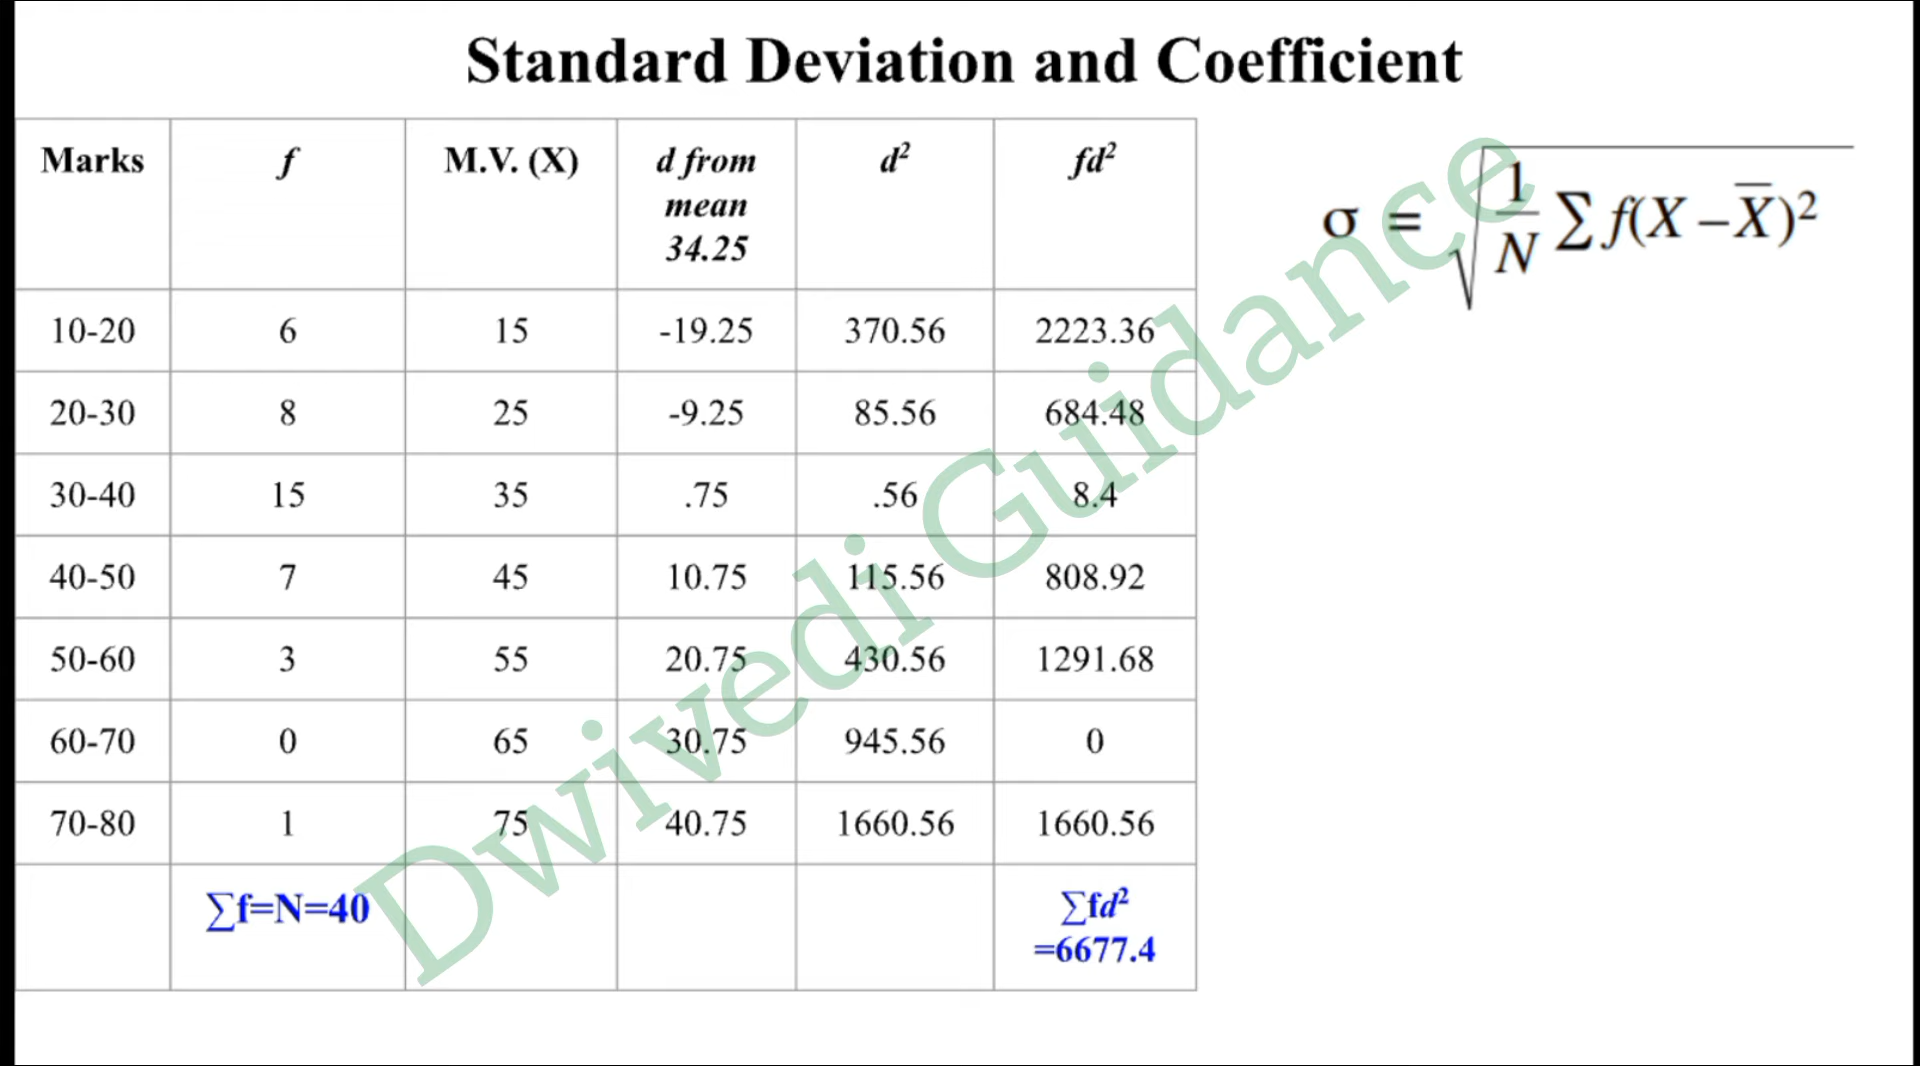 Standard Deviation and Coefficient
Marks f M.V. (X) d from mean 34.25 d² fd²
10-20 6 15 -19.25 370.56 2223.36
20-30 8 25 -9.25 85.56 684.48
30-40 15 35 .75 .56 8.4
40-50 7 45 10.75 115.56 808.92
50-60 3 55 20.75 430.56 1291.68
60-70 0 65 30.75 945.56 0
70-80 1 75 40.75 1660.56 1660.56
∑f=N=40 ∑fd² =6677.4
σ = √(1/N ∑ f(X – X̄)²)
Dwivedi Guidance